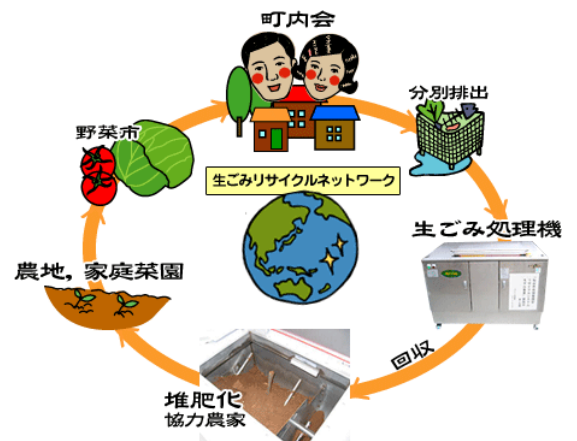 町内会
分別排出
野菜市
生ごみリサイクルネットワーク
生ごみ処理機
農地，家庭菜園
回収
堆肥化
協力農家